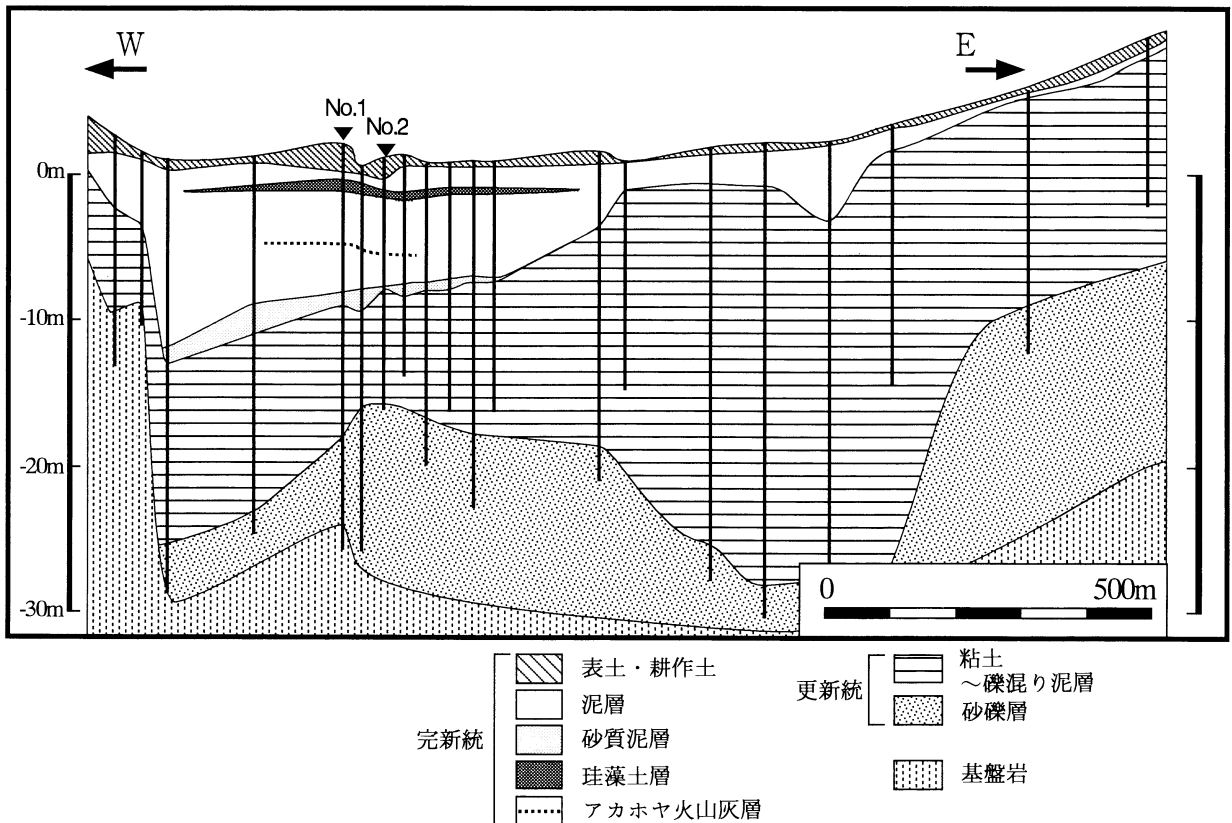 W
E
No.1
No.2
0m
-10m
-20m
-30m
0
500m
完新統
表土・耕作土
泥層
砂質泥層
珪藻土層
アカホヤ火山灰層
更新統
粘土
～礫混り泥層
砂礫層
基盤岩